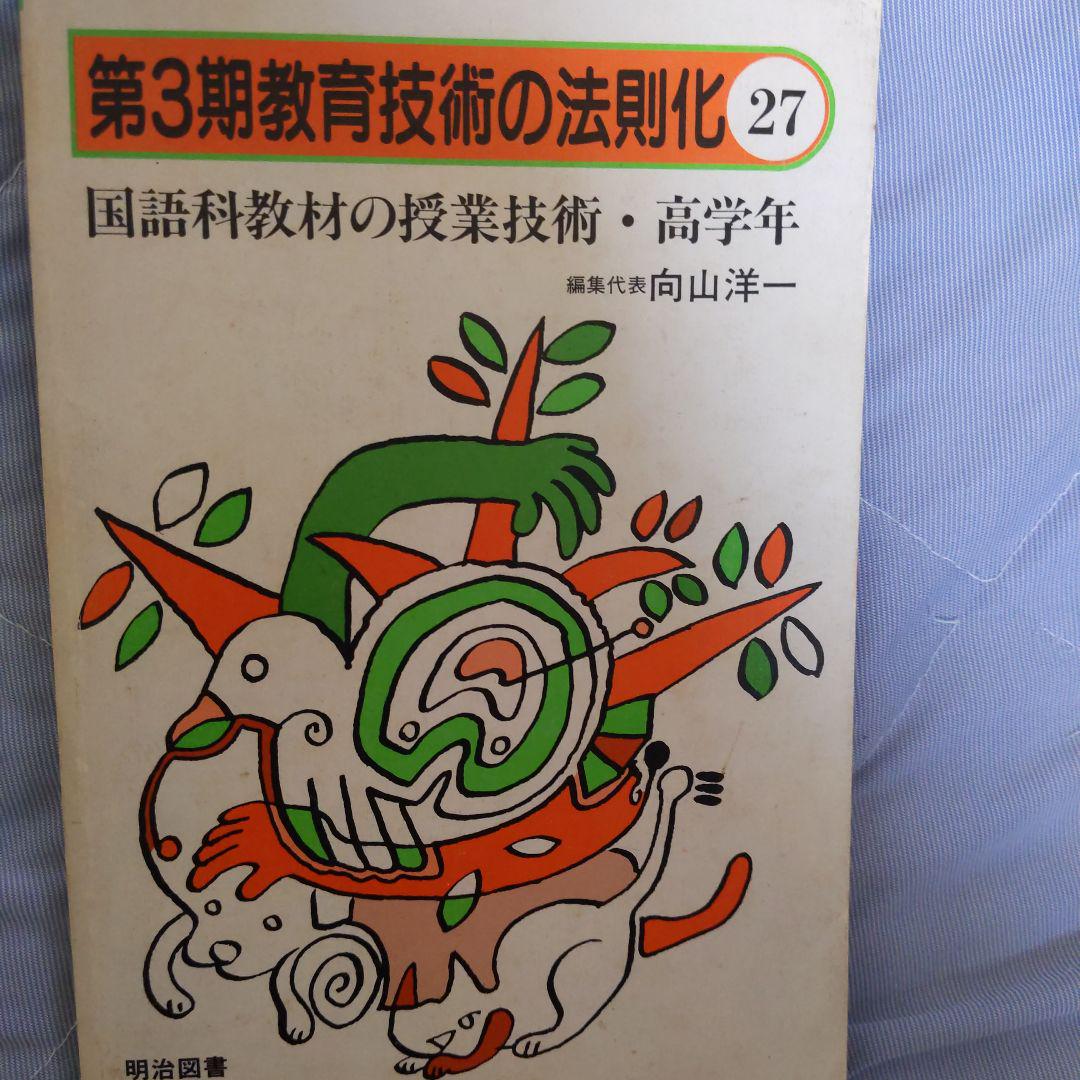 第3期教育技術の法則化 27
国語科教材の授業技術・高学年
編集代表 向山洋一
明治図書